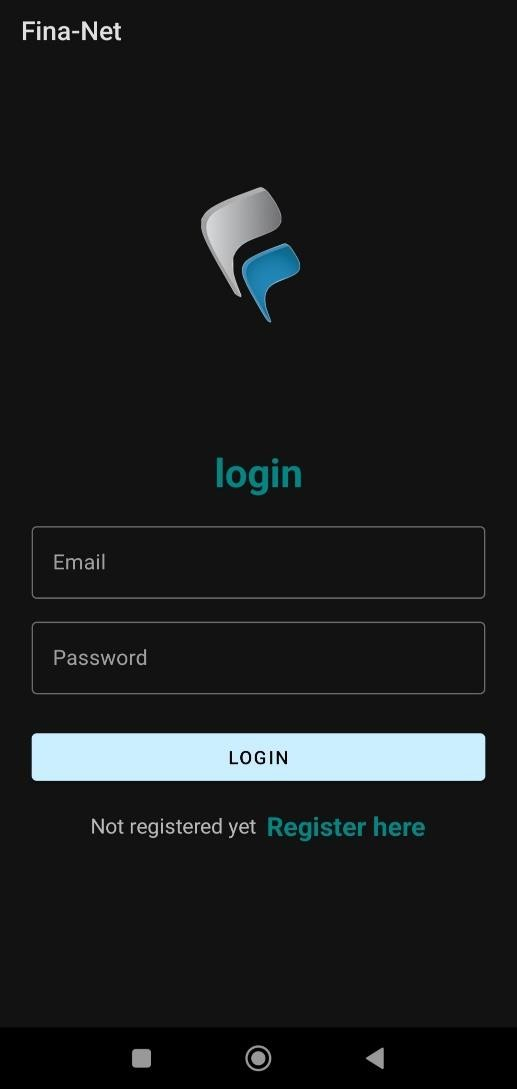 Fina-Net
login
Email
Password
LOGIN
Not registered yet Register here